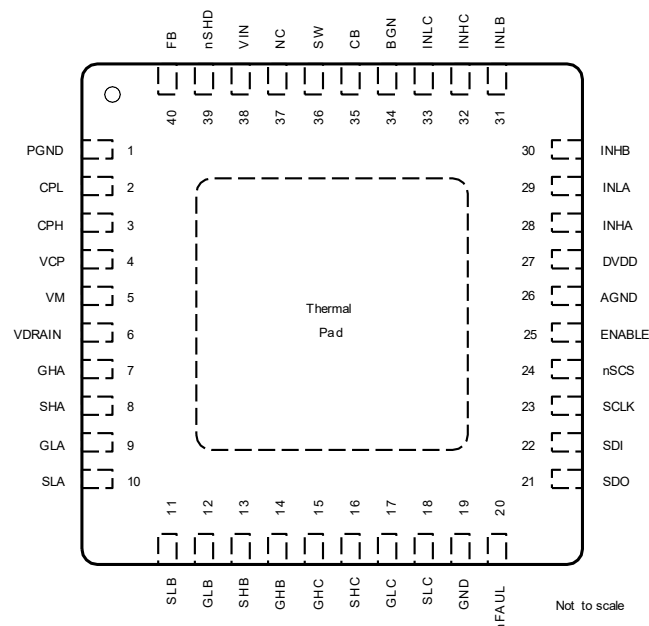 FB nSHD VIN NC SW CB BGN INLC INHC INLB
40 39 38 37 36 35 34 33 32 31
PGND 1
CPL 2
CPH 3
VCP 4
VM 5
VDRAIN 6
GHA 7
SHA 8
GLA 9
SLA 10
Thermal
Pad
30 INHB
29 INLA
28 INHA
27 DVDD
26 AGND
25 ENABLE
24 nSCS
23 SCLK
22 SDI
21 SDO
11 12 13 14 15 16 17 18 19 20
SLB GLB SHB GHB GHC SHC GLC SLC GND nFAUL
Not to scale